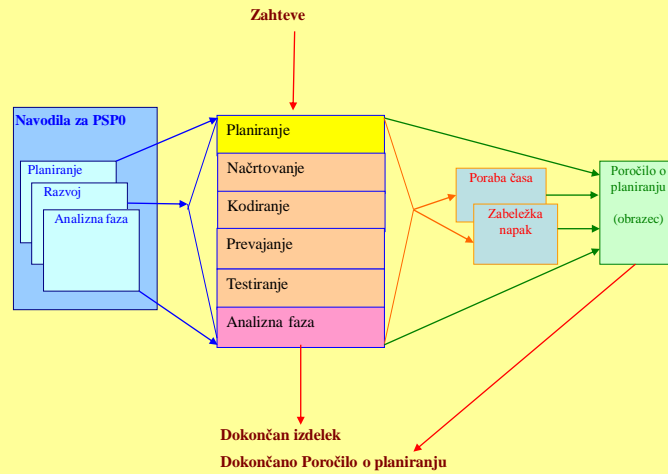 Zahteve
Navodila za PSP0
Planiranje
Razvoj
Analizna faza
Planiranje
Načrtovanje
Kodiranje
Prevajanje
Testiranje
Analizna faza
Poraba časa
Zabeležka
napak
Poročilo o
planiranju
(obrazec)
Dokončan izdelek
Dokončano Poročilo o planiranju